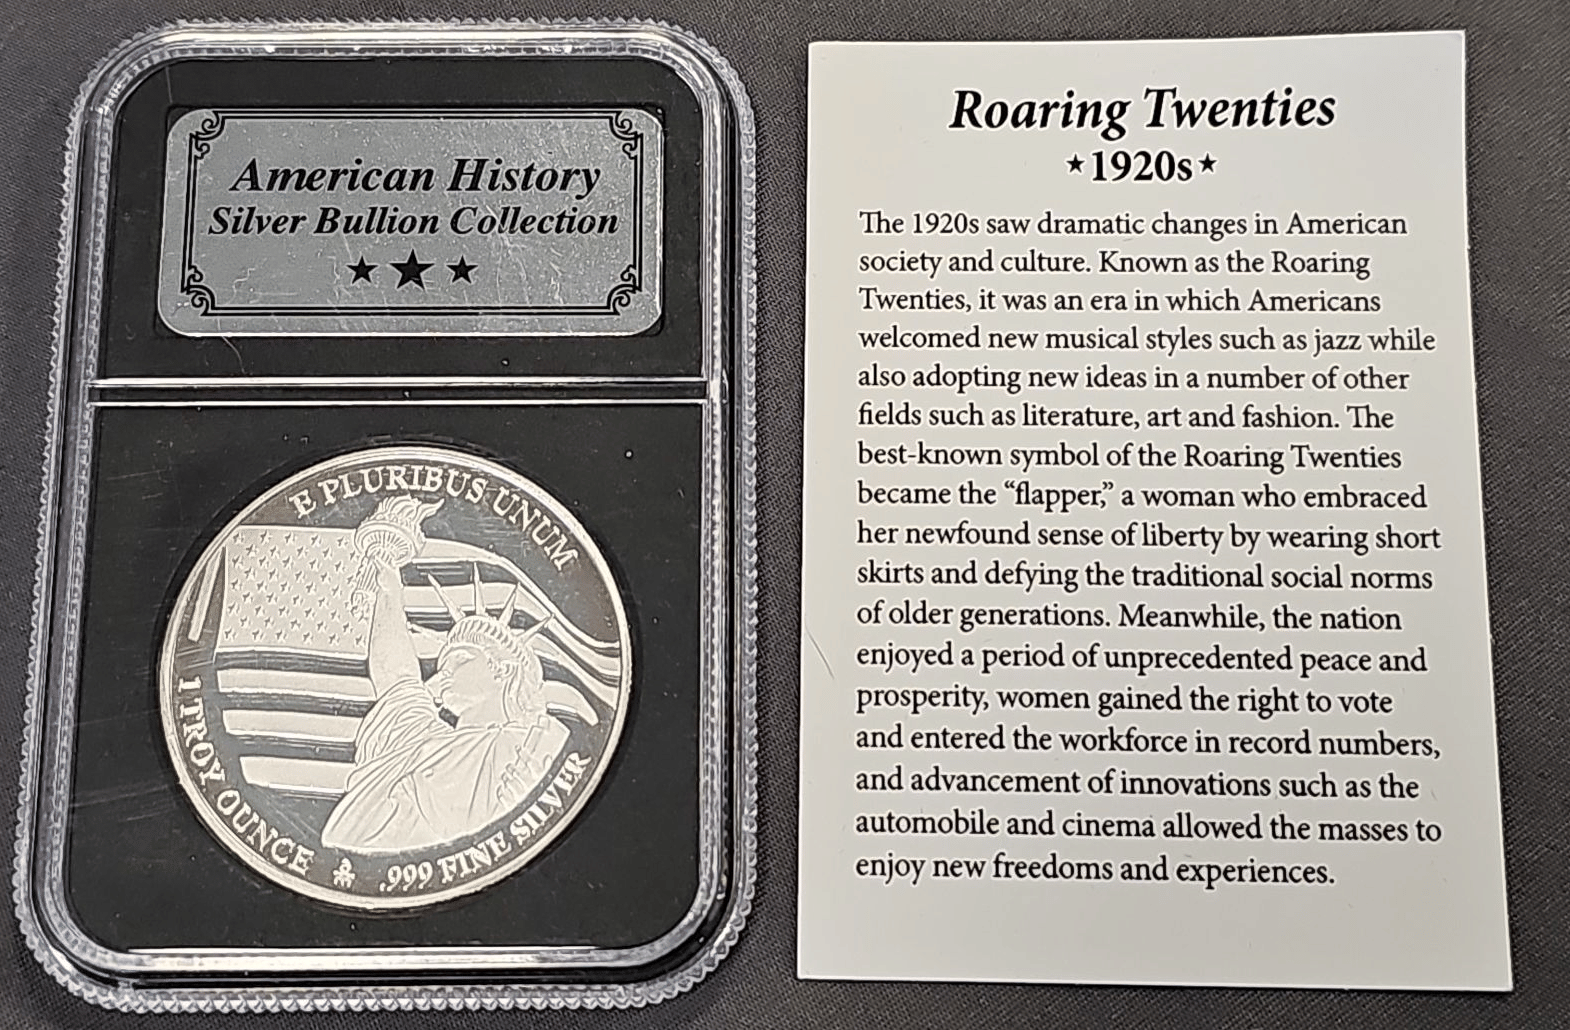 American History
Silver Bullion Collection
★ ★ ★
E PLURIBUS UNUM
1 TROY OUNCE
.999 FINE SILVER
Roaring Twenties
★1920s★
The 1920s saw dramatic changes in American
society and culture. Known as the Roaring
Twenties, it was an era in which Americans
welcomed new musical styles such as jazz while
also adopting new ideas in a number of other
fields such as literature, art and fashion. The
best-known symbol of the Roaring Twenties
became the “flapper,” a woman who embraced
her newfound sense of liberty by wearing short
skirts and defying the traditional social norms
of older generations. Meanwhile, the nation
enjoyed a period of unprecedented peace and
prosperity, women gained the right to vote
and entered the workforce in record numbers,
and advancement of innovations such as the
automobile and cinema allowed the masses to
enjoy new freedoms and experiences.